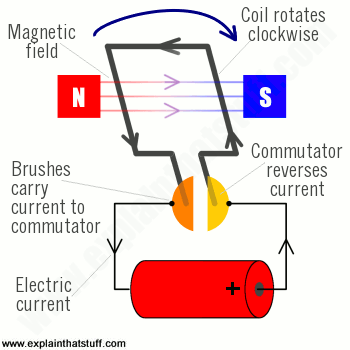 Magnetic
field
Coil rotates
clockwise
N
S
Brushes
carry
current to
commutator
Commutator
reverses
current
Electric
current
+
www.explainthatstuff.com